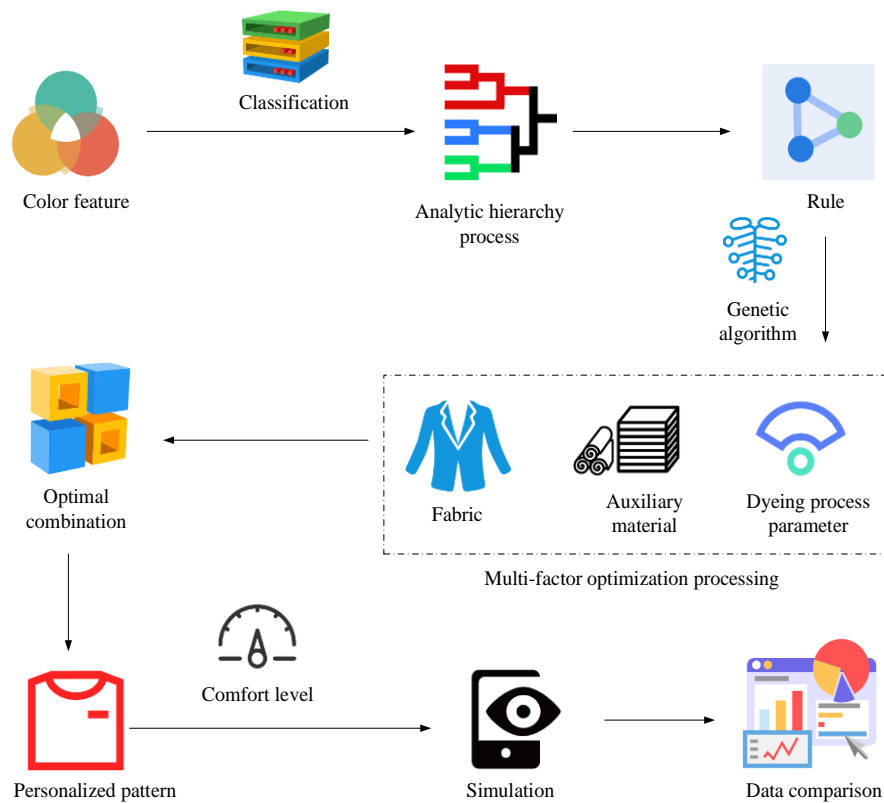 Classification
Color feature
Analytic hierarchy
process
Rule
Genetic
algorithm
Optimal
combination
Fabric
Auxiliary
material
Dyeing process
parameter
Multi-factor optimization processing
Comfort level
Personalized pattern
Simulation
Data comparison